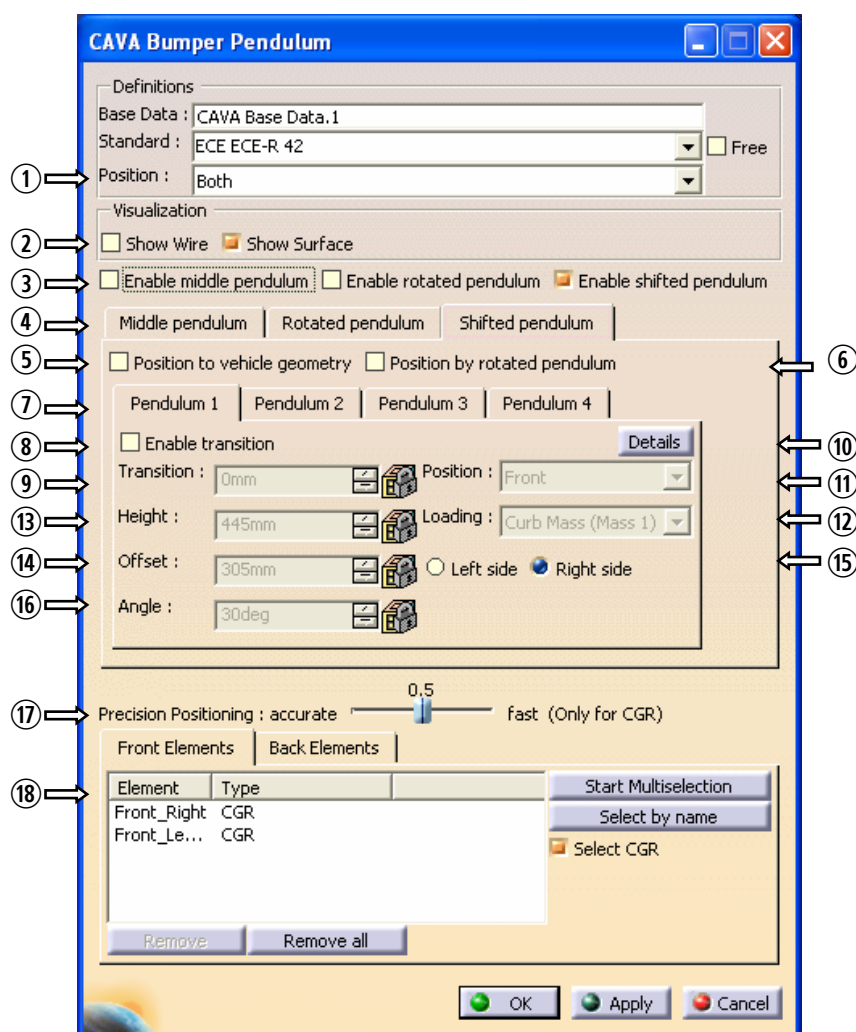 CAVA Bumper Pendulum
Definitions
Base Data : CAVA Base Data.1
Standard : ECE ECE-R 42 Free
① Position : Both
Visualization
② Show Wire Show Surface
③ Enable middle pendulum Enable rotated pendulum Enable shifted pendulum
④ Middle pendulum Rotated pendulum Shifted pendulum
⑤ Position to vehicle geometry Position by rotated pendulum ⑥
⑦ Pendulum 1 Pendulum 2 Pendulum 3 Pendulum 4
⑧ Enable transition Details ⑩
⑨ Transition : 0mm Position : Front ⑪
⑬ Height : 445mm Loading : Curb Mass (Mass 1) ⑫
⑭ Offset : 305mm Left side Right side ⑮
⑯ Angle : 30deg
0.5
⑰ Precision Positioning : accurate fast (Only for CGR)
Front Elements Back Elements
⑱ Element Type Start Multiselection
Front_Right CGR Select by name
Front_Le... CGR Select CGR
Remove Remove all
OK Apply Cancel